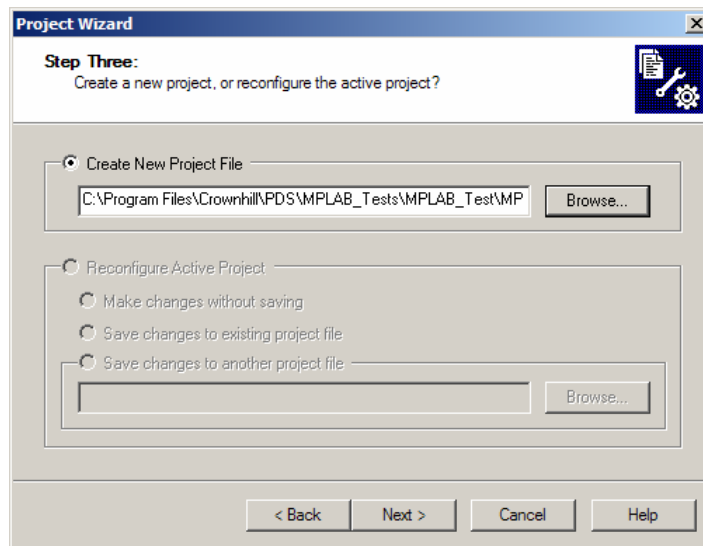 Project Wizard
Step Three:
Create a new project, or reconfigure the active project?
Create New Project File
C:\Program Files\Crownhill\PDS\MPLAB_Tests\MPLAB_Test\MP
Browse...
Reconfigure Active Project
Make changes without saving
Save changes to existing project file
Save changes to another project file
Browse...
< Back
Next >
Cancel
Help